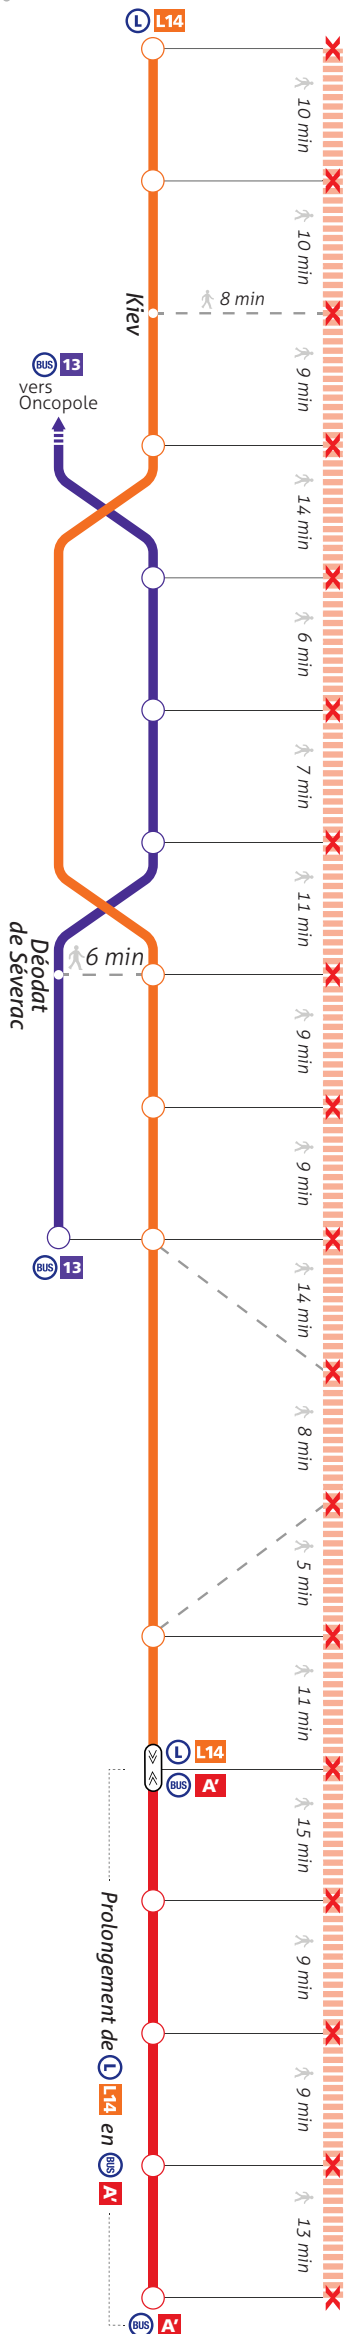 L L14
10 min
10 min
Kiev
8 min
9 min
BUS 13
vers
Oncopole
14 min
6 min
7 min
11 min
Déodat
de Séverac
6 min
9 min
9 min
BUS 13
14 min
8 min
5 min
11 min
L L14
BUS A'
15 min
Prolongement de L L14 en BUS A'
9 min
9 min
13 min
BUS A'